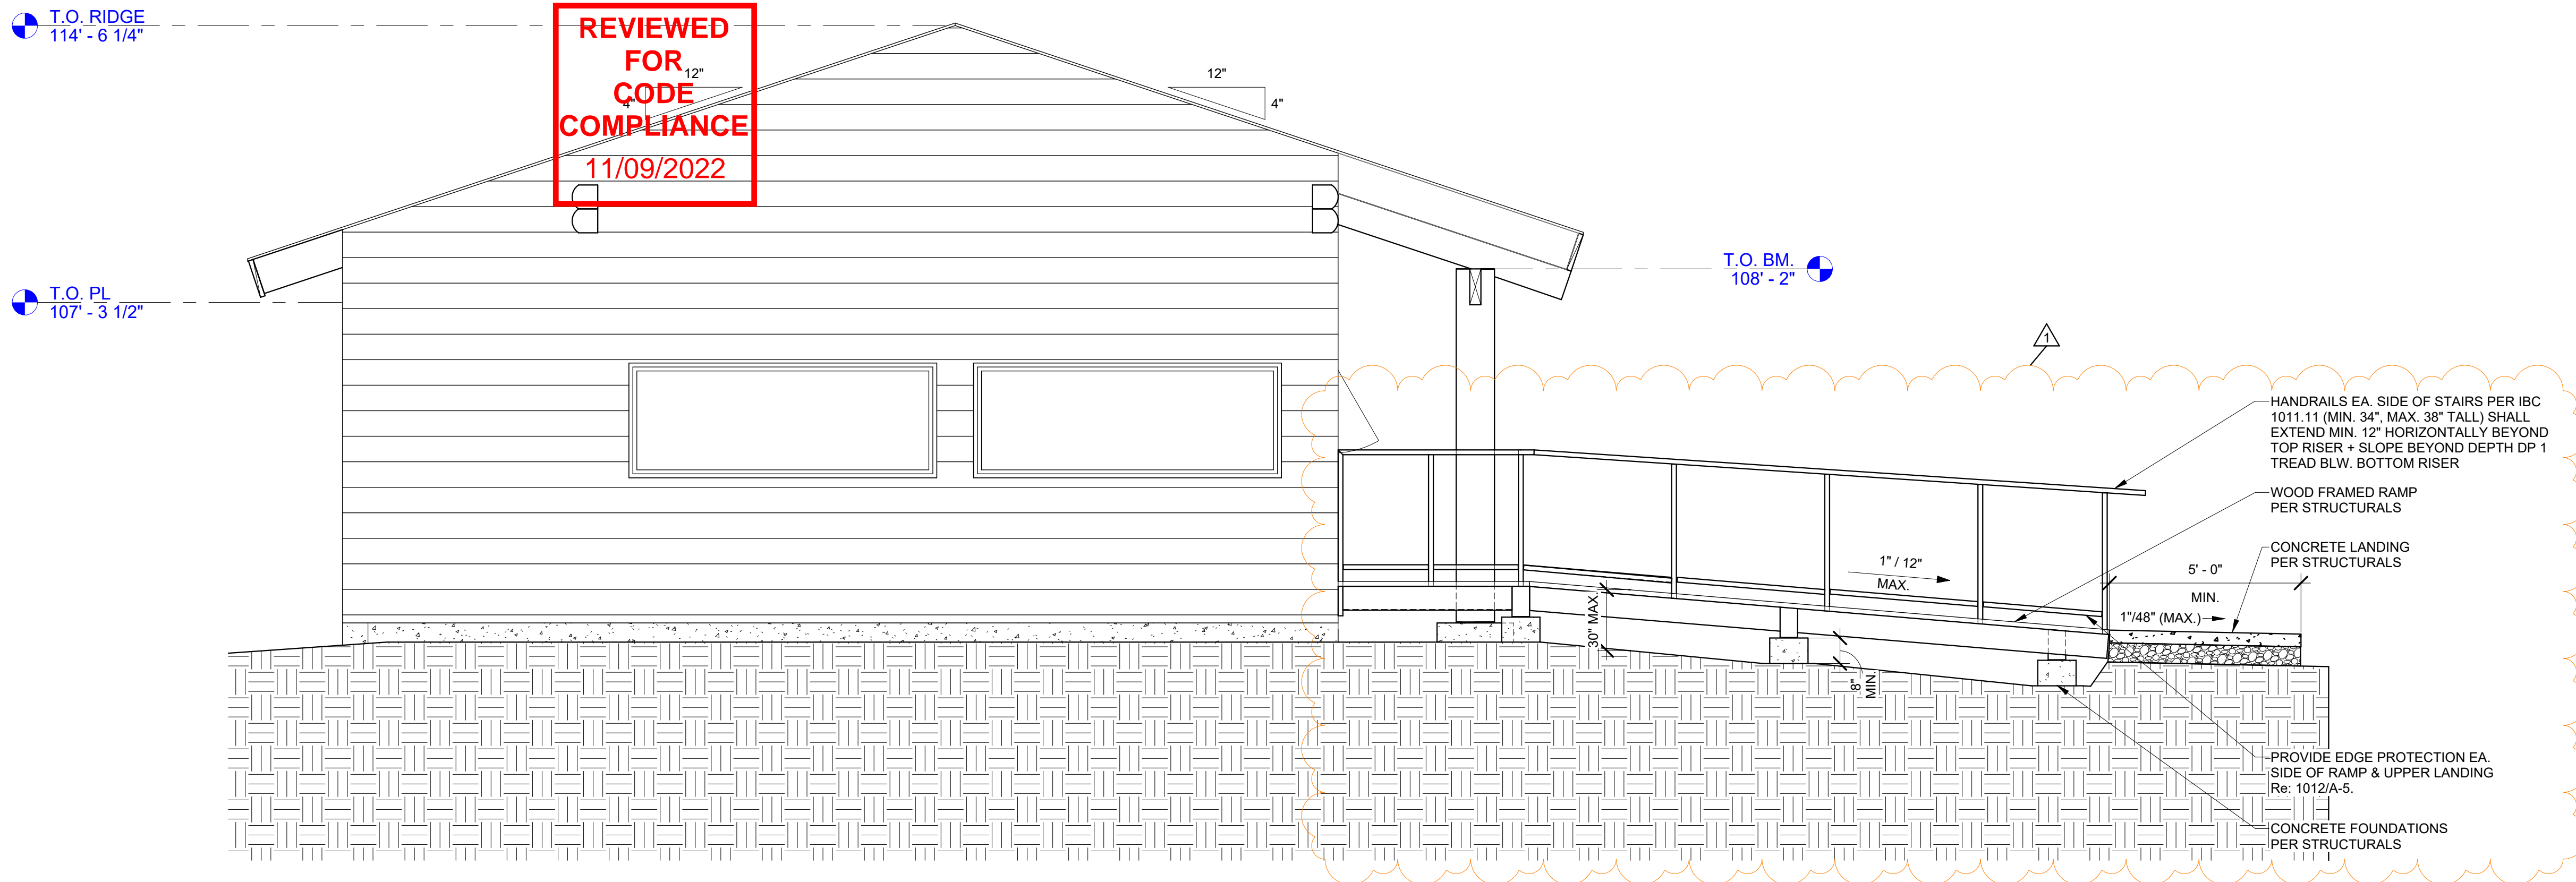 T.O. RIDGE
114' - 6 1/4"
REVIEWED
FOR
CODE
COMPLIANCE
11/09/2022
12"
4"
12"
4"
T.O. PL
107' - 3 1/2"
T.O. BM.
108' - 2"
1
HANDRAILS EA. SIDE OF STAIRS PER IBC
1011.11 (MIN. 34", MAX. 38" TALL) SHALL
EXTEND MIN. 12" HORIZONTALLY BEYOND
TOP RISER + SLOPE BEYOND DEPTH DP 1
TREAD BLW. BOTTOM RISER
WOOD FRAMED RAMP
PER STRUCTURALS
CONCRETE LANDING
PER STRUCTURALS
1" / 12"
MAX.
5' - 0"
MIN.
1"/48" (MAX.)
30" MAX.
8"
MIN.
PROVIDE EDGE PROTECTION EA.
SIDE OF RAMP & UPPER LANDING
Re: 1012/A-5.
CONCRETE FOUNDATIONS
PER STRUCTURALS